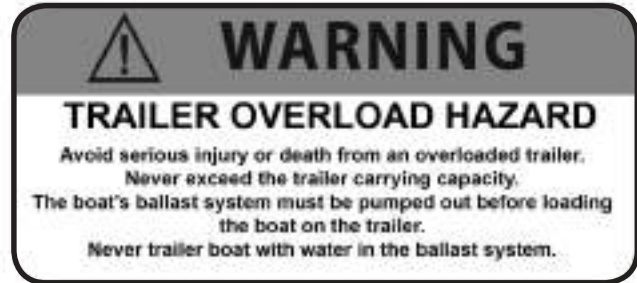 WARNING
TRAILER OVERLOAD HAZARD
Avoid serious injury or death from an overloaded trailer.
Never exceed the trailer carrying capacity.
The boat's ballast system must be pumped out before loading
the boat on the trailer.
Never trailer boat with water in the ballast system.